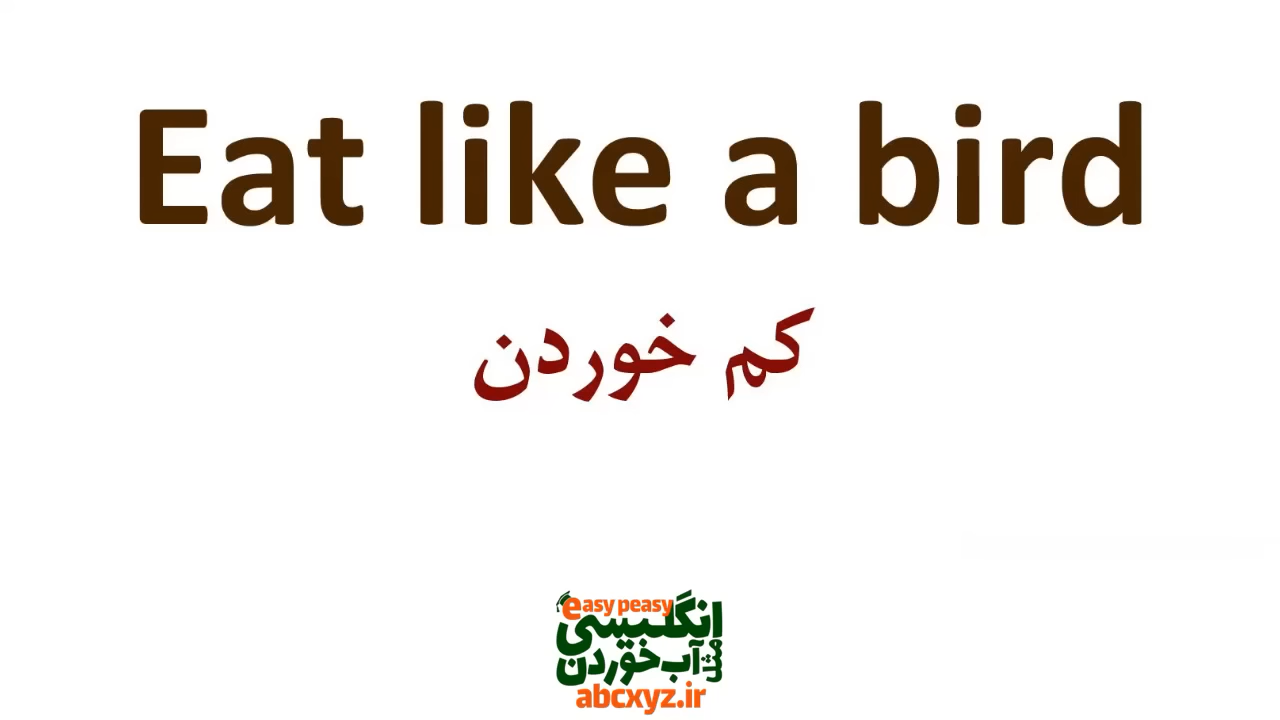 Eat like a bird
کم خوردن
easy peasy
انگلیسی
مثل آب خوردن
abcxyz.ir